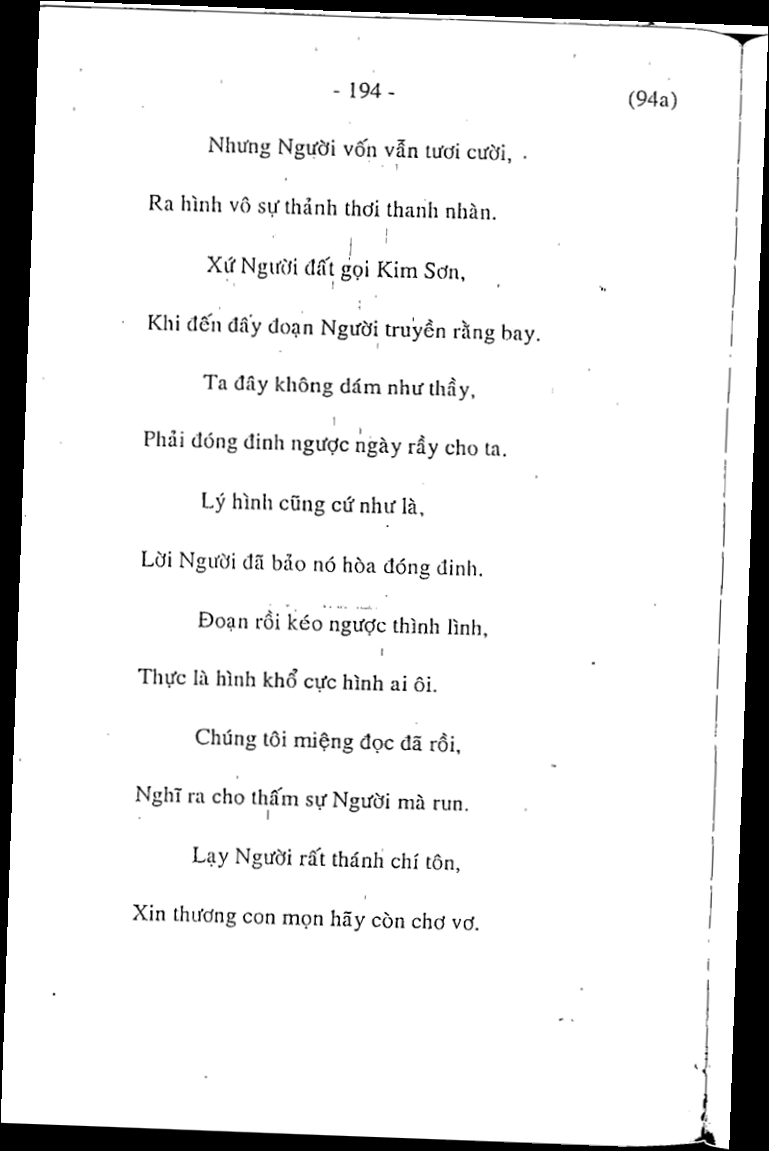 - 194 - (94a)
Nhưng Người vốn vẫn tươi cười,
Ra hình vô sự thảnh thơi thanh nhàn.
Xứ Người đất gọi Kim Sơn,
Khi đến đấy đoạn Người truyền rằng bay.
Ta đây không dám như thầy,
Phải đóng đinh ngược ngày rầy cho ta.
Lý hình cũng cứ như là,
Lời Người đã bảo nó hòa đóng đinh.
Đoạn rồi kéo ngược thình lình,
Thực là hình khổ cực hình ai ôi.
Chúng tôi miệng đọc đã rồi,
Nghĩ ra cho thấm sự Người mà run.
Lạy Người rất thánh chí tôn,
Xin thương con mọn hãy còn chơ vơ.